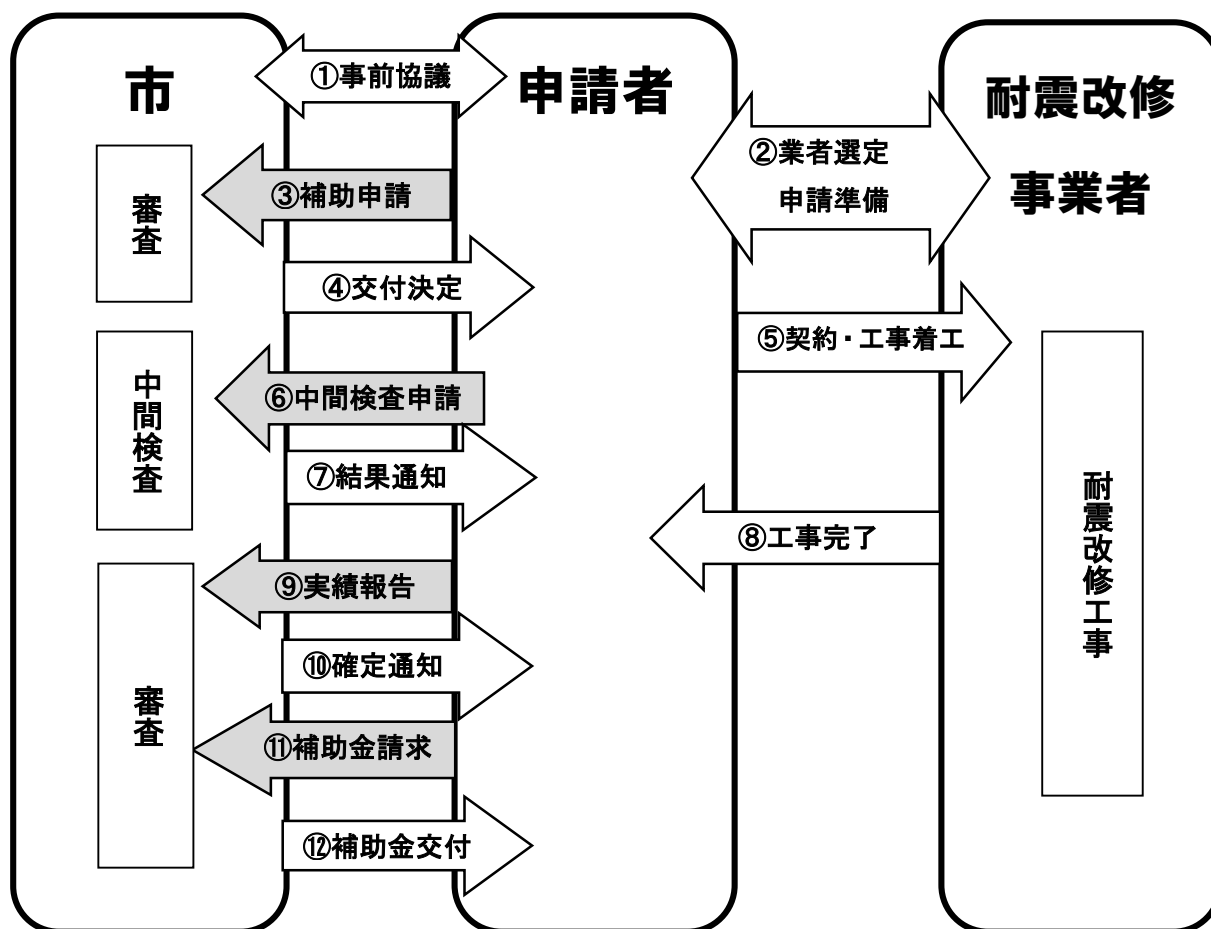 市
申請者
耐震改修
事業者
①事前協議
②業者選定
申請準備
③補助申請
審査
④交付決定
⑤契約・工事着工
中間検査
⑥中間検査申請
⑦結果通知
⑧工事完了
耐震改修工事
⑨実績報告
⑩確定通知
審査
⑪補助金請求
⑫補助金交付